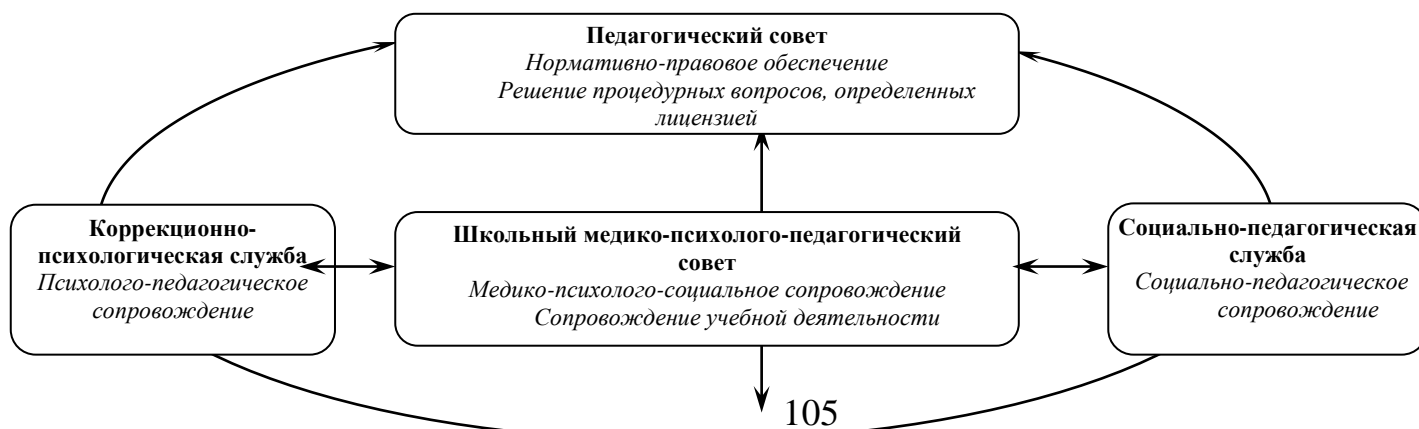 Педагогический совет
Нормативно-правовое обеспечение
Решение процедурных вопросов, определенных
лицензией
Коррекционно-
психологическая служба
Психолого-педагогическое
сопровождение
Школьный медико-психолого-педагогический
совет
Медико-психолого-социальное сопровождение
Сопровождение учебной деятельности
Социально-педагогическая
служба
Социально-педагогическое
сопровождение
105